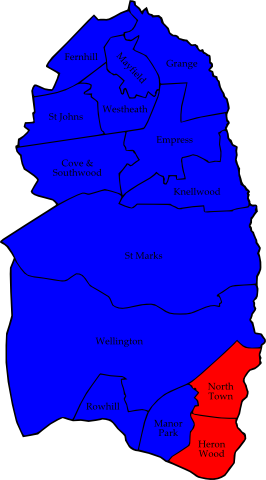 Fernhill
Mayfield
Grange
St Johns
Westheath
Empress
Cove &
Southwood
Knellwood
St Marks
Wellington
North
Town
Rowhill
Manor
Park
Heron
Wood